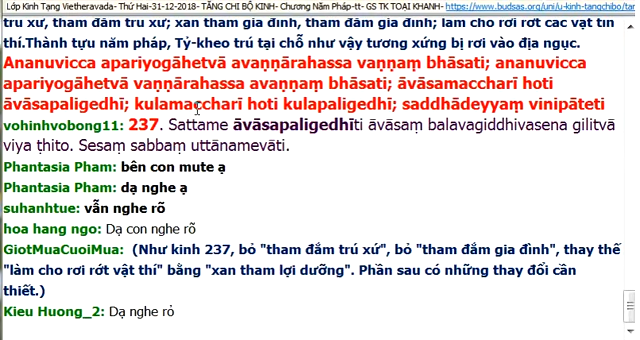 Lớp Kinh Tạng Vietheravada- Thứ Hai-31-12-2018- TĂNG CHI BỘ KINH- Chương Năm Pháp-tt- GS TK TOẠI KHANH- https://www.budsas.org/uni/u-kinh-tangchibo/tan
trú xứ, tham đắm trú xứ; xan tham gia đình, tham đắm gia đình; làm cho rơi rớt các vật tín
thí.Thành tựu năm pháp, Tỷ-kheo trú tại chỗ như vậy tương xứng bị rơi vào địa ngục.
Ananuvicca apariyogāhetvā avaṇṇārahassa vaṇṇaṃ bhāsati; ananuvicca
apariyogāhetvā vaṇṇārahassa avaṇṇaṃ bhāsati; āvāsamaccharī hoti
āvāsapaligedhī; kulamaccharī hoti kulapaligedhī; saddhādeyyaṃ vinipāteti
vohinhvobong11: 237. Sattame āvāsapaligedhīti āvāsaṃ balavagiddhivasena gilitvā
viya ṭhito. Sesaṃ sabbaṃ uttānamevāti.
Phantasia Pham: bên con mute ạ
Phantasia Pham: dạ nghe ạ
suhanhtue: vẫn nghe rõ
hoa hang ngo: Dạ con nghe rõ
GiotMuaCuoiMua: (Như kinh 237, bỏ "tham đắm trú xứ", bỏ "tham đắm gia đình", thay thế
"làm cho rơi rớt vật thí" bằng "xan tham lợi dưỡng". Phần sau có những thay đổi cần
thiết.)
Kieu Huong_2: Dạ nghe rỏ